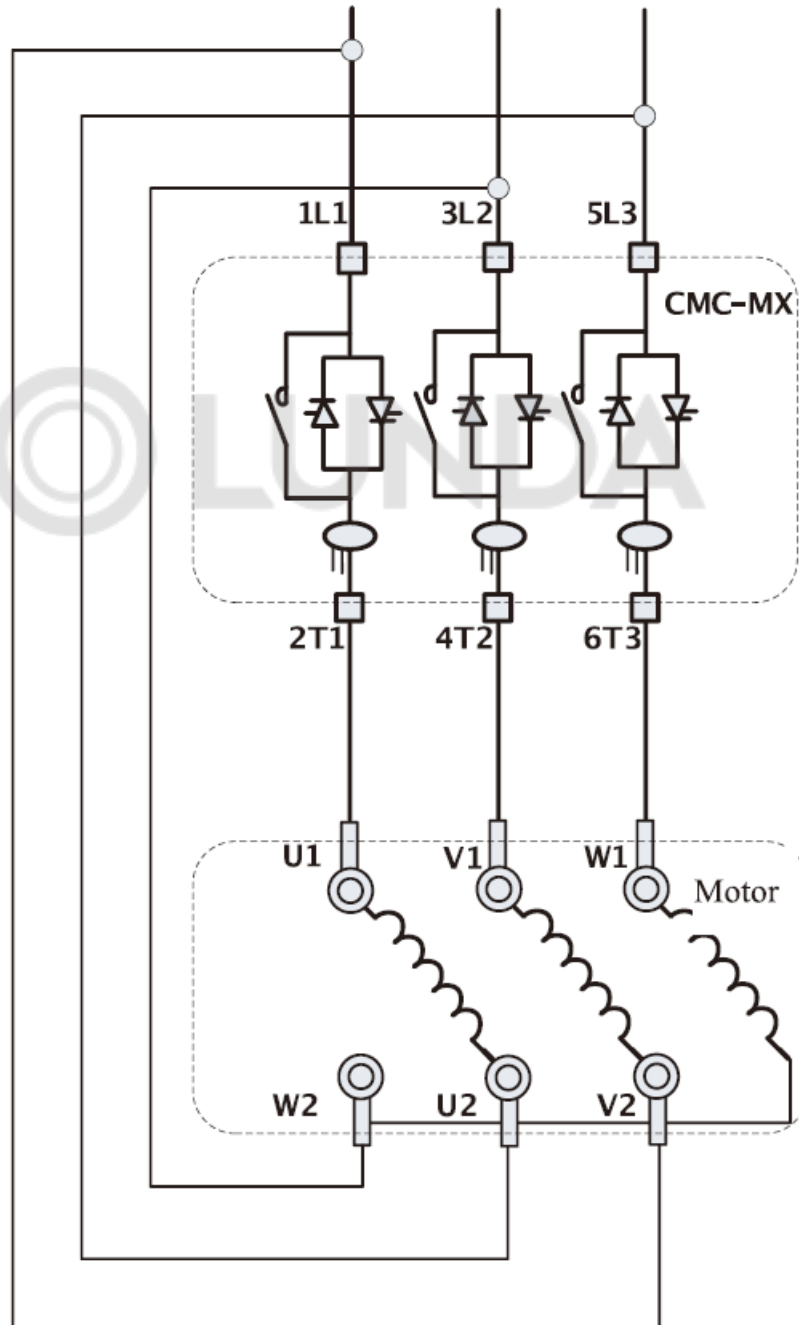 1L1 3L2 5L3
CMC-MX
LUNDA
2T1 4T2 6T3
U1 V1 W1
Motor
W2 U2 V2